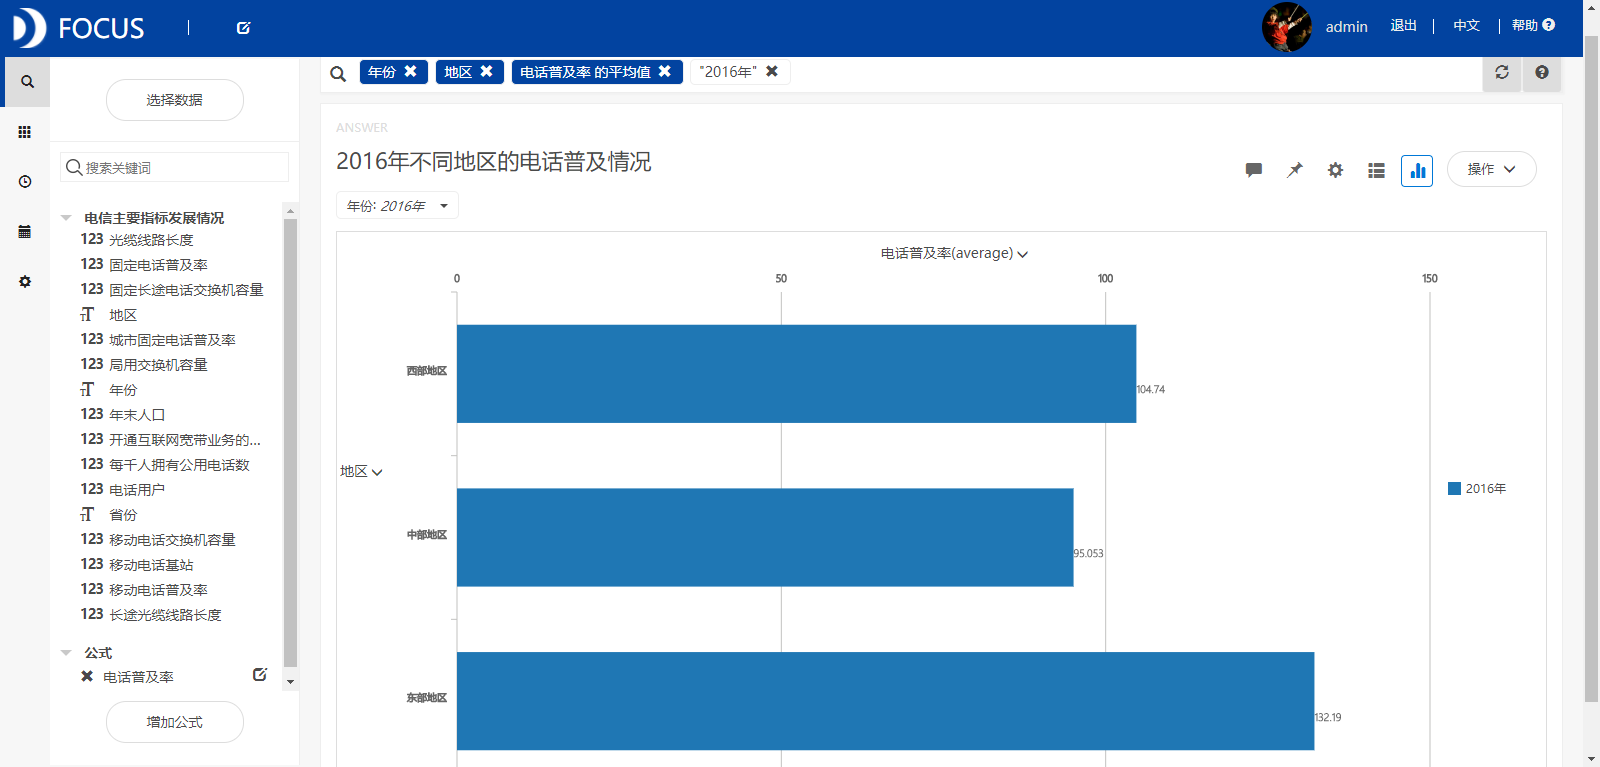 FOCUS
admin 退出 中文 帮助
年份 地区 电话普及率 的平均值 "2016年"
选择数据
搜索关键词
电信主要指标发展情况
123 光缆线路长度
123 固定电话普及率
123 固定长途电话交换机容量
TT 地区
123 城市固定电话普及率
123 局用交换机容量
TT 年份
123 年末人口
123 开通互联网宽带业务的...
123 每千人拥有公用电话数
123 电话用户
TT 省份
123 移动电话交换机容量
123 移动电话基站
123 移动电话普及率
123 长途光缆线路长度
公式
电话普及率
增加公式
ANSWER
2016年不同地区的电话普及情况
操作
年份: 2016年
电话普及率(average)
0 50 100 150
西部地区
104.74
地区
中部地区
95.053
2016年
东部地区
132.19